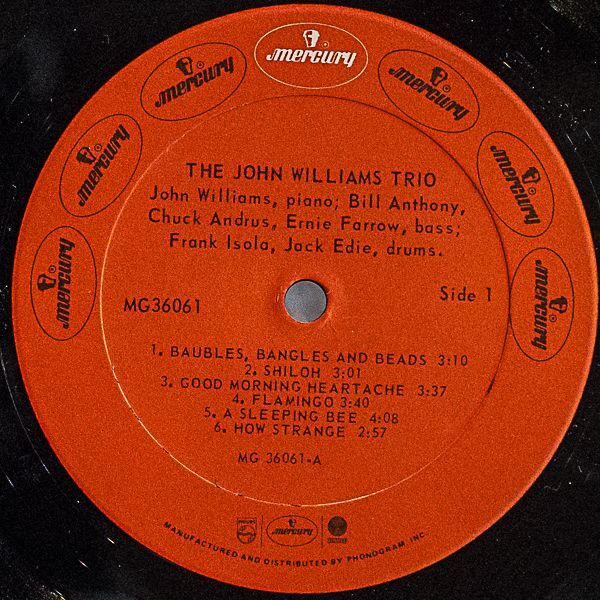 mercury
mercury
mercury
mercury
mercury
mercury
mercury
THE JOHN WILLIAMS TRIO
John Williams, piano; Bill Anthony,
Chuck Andrus, Ernie Farrow, bass;
Frank Isola, Jack Edie, drums.
MG36061
Side 1
1. BAUBLES, BANGLES AND BEADS 3:10
2. SHILOH 3:01
3. GOOD MORNING HEARTACHE 3:37
4. FLAMINGO 3:40
5. A SLEEPING BEE 4:08
6. HOW STRANGE 2:57
MG 36061-A
PHILIPS
mercury
MANUFACTURED AND DISTRIBUTED BY PHONOGRAM, INC.